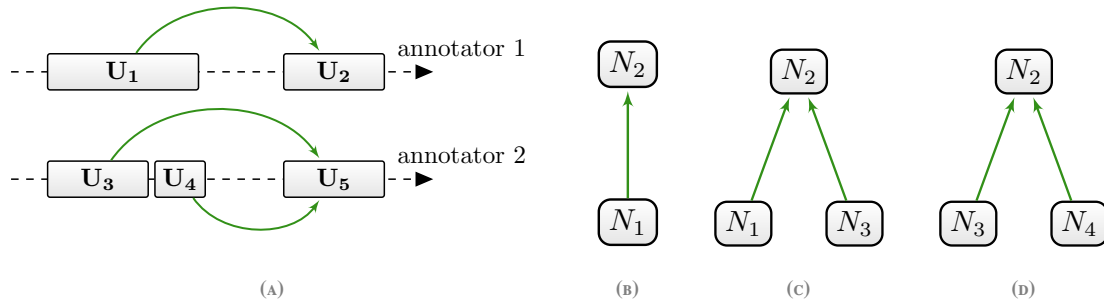 annotator 1
U₁ U₂
annotator 2
U₃ U₄ U₅
N₂ N₂ N₂
N₁ N₁ N₃ N₃ N₄
(A) (B) (C) (D)